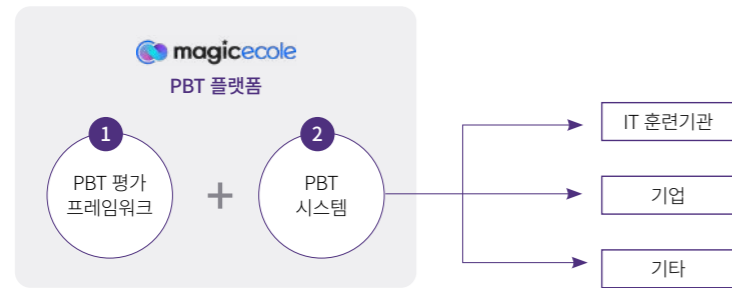 magicecole
PBT 플랫폼
1
PBT 평가
프레임워크
+
2
PBT
시스템
IT 훈련기관
기업
기타